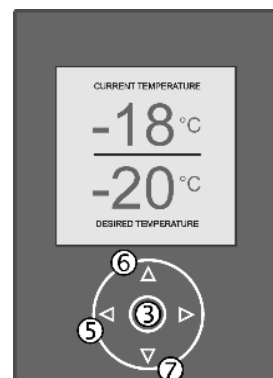 CURRENT TEMPERATURE
-18°C
-20°C
DESIRED TEMPERATURE
6
5 3
7